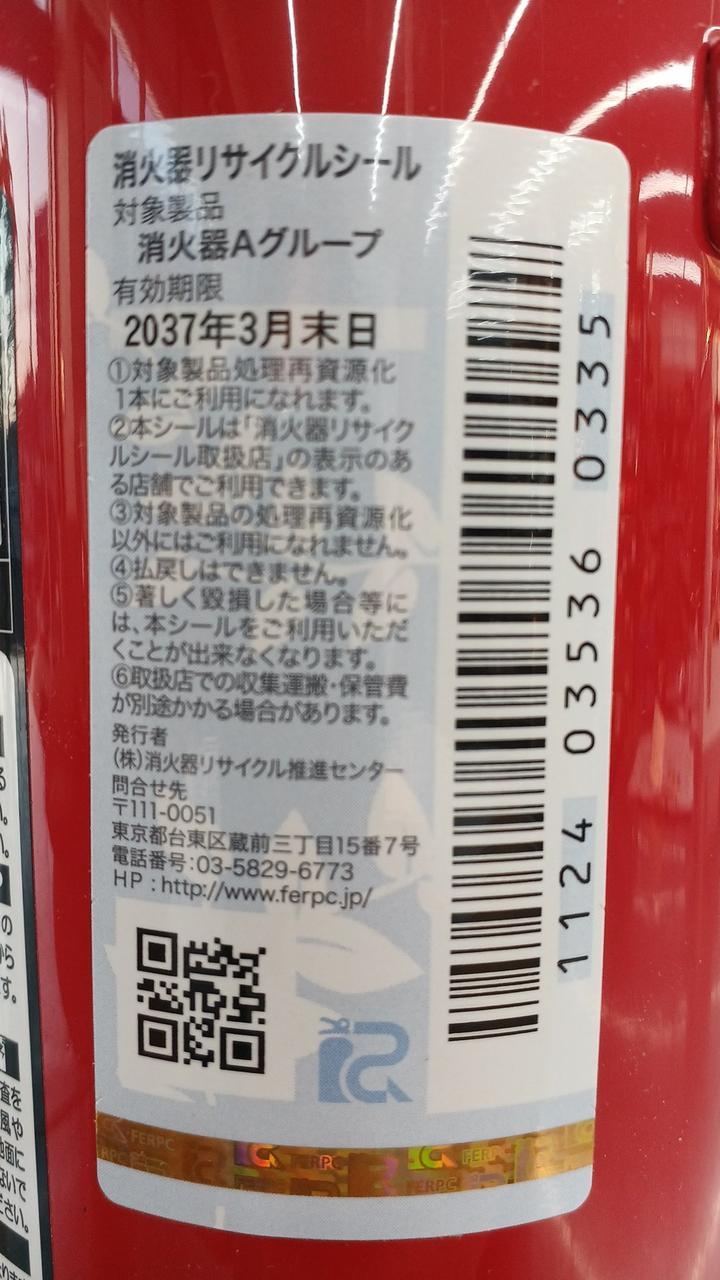 消火器リサイクルシール
対象製品
消火器Aグループ
有効期限
2037年3月末日
①対象製品処理再資源化
1本にご利用になれます。
②本シールは「消火器リサイク
ルシール取扱店」の表示のあ
る店舗でご利用できます。
③対象製品の処理再資源化
以外にはご利用になれません。
④払戻しはできません。
⑤著しく毀損した場合等に
は、本シールをご利用いただ
くことが出来なくなります。
⑥取扱店での収集運搬・保管費
が別途かかる場合があります。
発行者
(株)消火器リサイクル推進センター
問合せ先
〒111-0051
東京都台東区蔵前三丁目15番7号
電話番号:03-5829-6773
HP:http://www.ferpc.jp/
1124 03536 0335
FERPC
FERPC